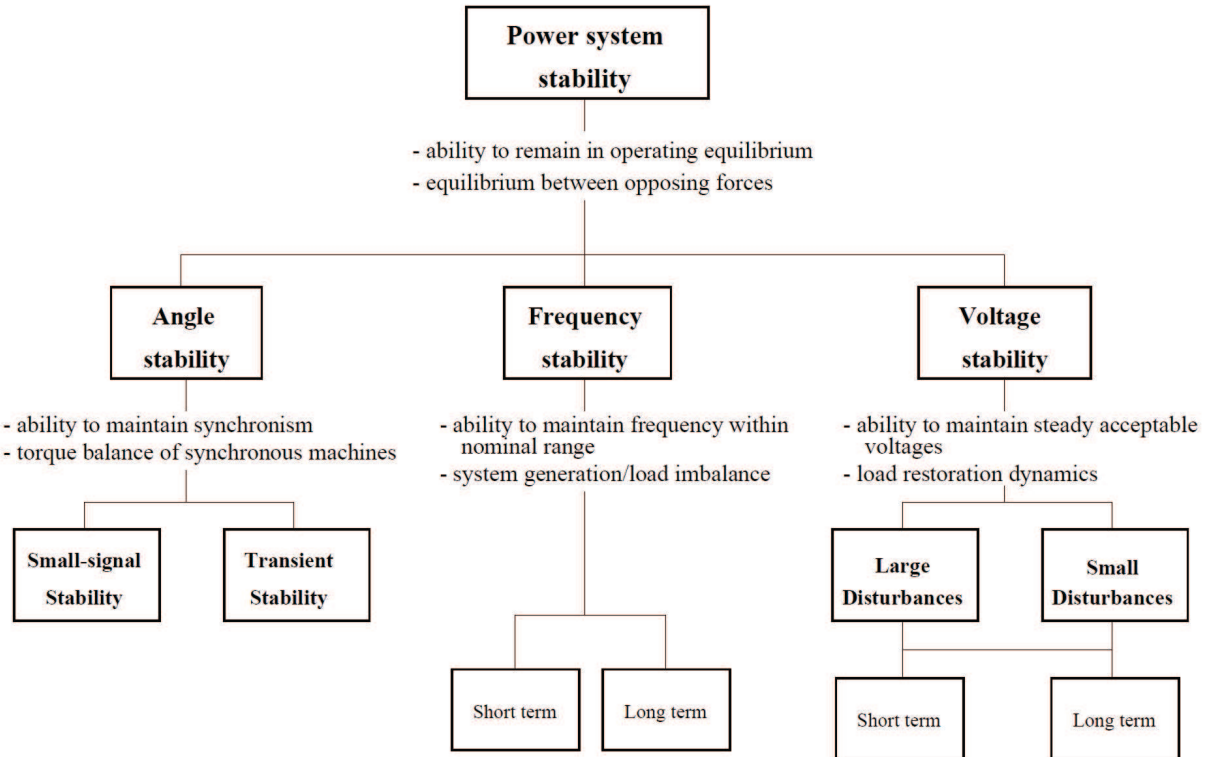 Power system
stability
- ability to remain in operating equilibrium
- equilibrium between opposing forces
Angle
stability
- ability to maintain synchronism
- torque balance of synchronous machines
Small-signal
Stability
Transient
Stability
Frequency
stability
- ability to maintain frequency within
nominal range
- system generation/load imbalance
Short term
Long term
Voltage
stability
- ability to maintain steady acceptable
voltages
- load restoration dynamics
Large
Disturbances
Small
Disturbances
Short term
Long term